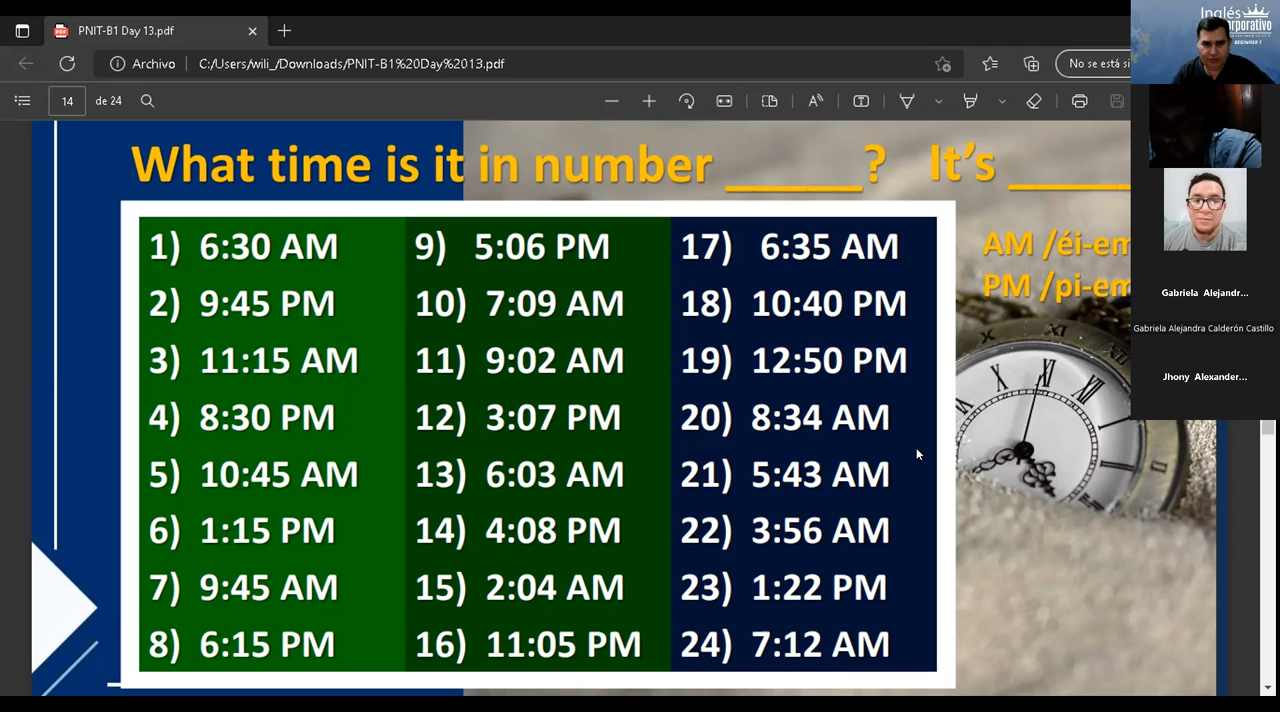 PNIT-B1 Day 13.pdf
Archivo
C:/Users/wili_/Downloads/PNIT-B1%20Day%2013.pdf
No se está si
14
de 24
What time is it in number _____? It's _____
1) 6:30 AM
2) 9:45 PM
3) 11:15 AM
4) 8:30 PM
5) 10:45 AM
6) 1:15 PM
7) 9:45 AM
8) 6:15 PM
9) 5:06 PM
10) 7:09 AM
11) 9:02 AM
12) 3:07 PM
13) 6:03 AM
14) 4:08 PM
15) 2:04 AM
16) 11:05 PM
17) 6:35 AM
18) 10:40 PM
19) 12:50 PM
20) 8:34 AM
21) 5:43 AM
22) 3:56 AM
23) 1:22 PM
24) 7:12 AM
AM /éi-em
PM /pi-em
Inglés
orporativo
BEGINNER 1
Gabriela Alejandr...
Gabriela Alejandra Calderón Castillo
Jhony Alexander...